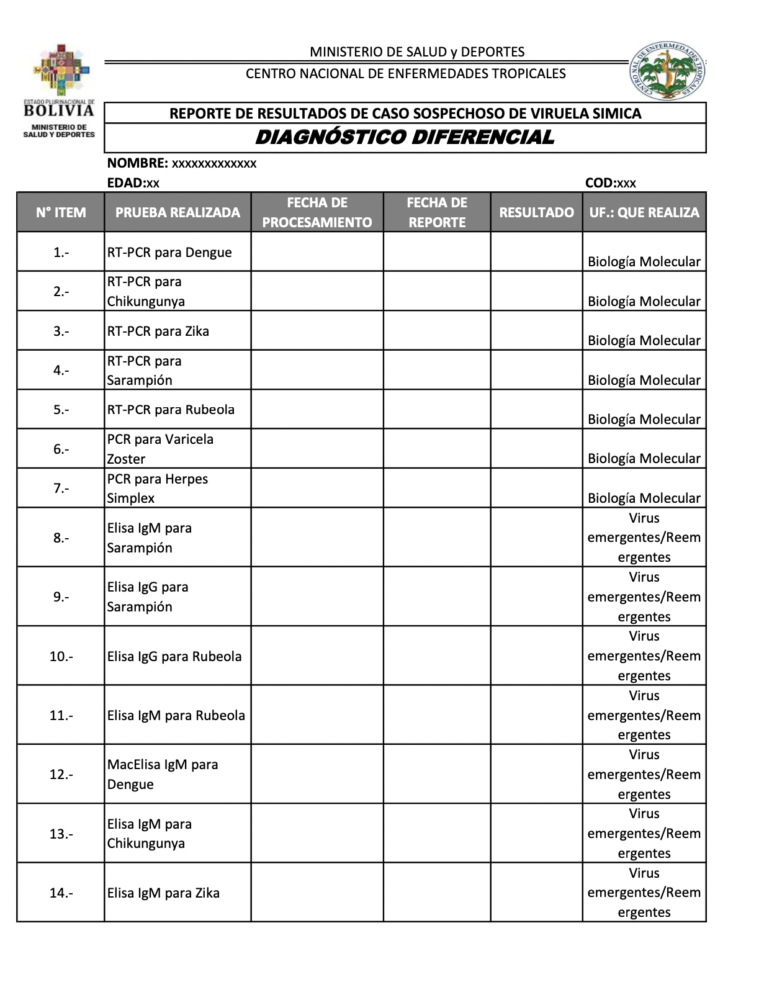 MINISTERIO DE SALUD y DEPORTES
CENTRO NACIONAL DE ENFERMEDADES TROPICALES
CENTRO NAL. DE ENFERMEDADES TROPICALES
ESTADO PLURINACIONAL DE
BOLIVIA
MINISTERIO DE
SALUD Y DEPORTES
REPORTE DE RESULTADOS DE CASO SOSPECHOSO DE VIRUELA SIMICA
DIAGNÓSTICO DIFERENCIAL
NOMBRE: xxxxxxxxxxxxx
EDAD:xx COD:xxx
N° ITEM PRUEBA REALIZADA FECHA DE PROCESAMIENTO FECHA DE REPORTE RESULTADO UF.: QUE REALIZA
1.- RT-PCR para Dengue Biología Molecular
2.- RT-PCR para Chikungunya Biología Molecular
3.- RT-PCR para Zika Biología Molecular
4.- RT-PCR para Sarampión Biología Molecular
5.- RT-PCR para Rubeola Biología Molecular
6.- PCR para Varicela Zoster Biología Molecular
7.- PCR para Herpes Simplex Biología Molecular
8.- Elisa IgM para Sarampión Virus emergentes/Reemergentes
9.- Elisa IgG para Sarampión Virus emergentes/Reemergentes
10.- Elisa IgG para Rubeola Virus emergentes/Reemergentes
11.- Elisa IgM para Rubeola Virus emergentes/Reemergentes
12.- MacElisa IgM para Dengue Virus emergentes/Reemergentes
13.- Elisa IgM para Chikungunya Virus emergentes/Reemergentes
14.- Elisa IgM para Zika Virus emergentes/Reemergentes